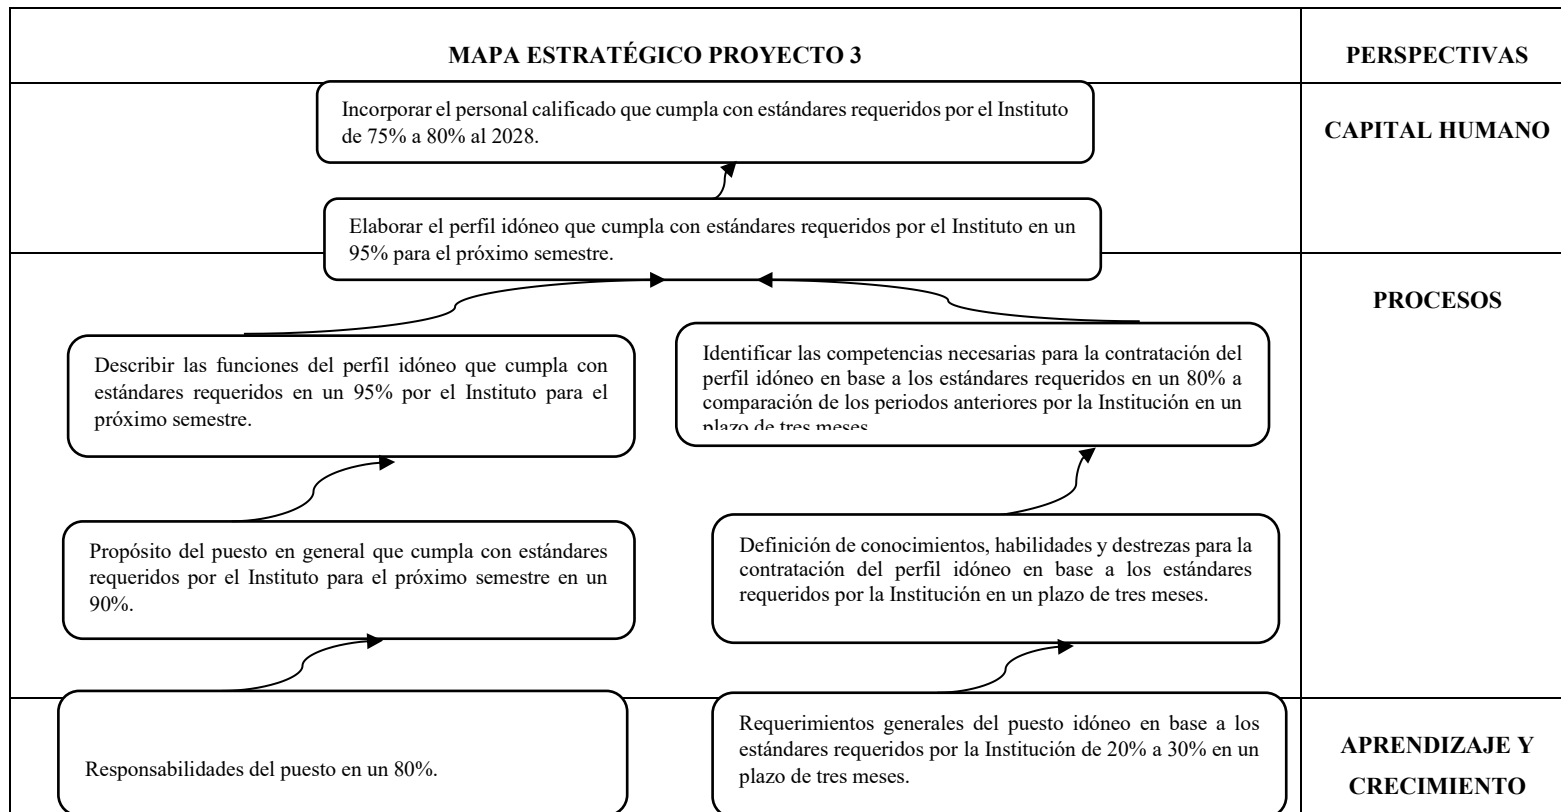 MAPA ESTRATÉGICO PROYECTO 3
PERSPECTIVAS
Incorporar el personal calificado que cumpla con estándares requeridos por el Instituto
de 75% a 80% al 2028.
CAPITAL HUMANO
Elaborar el perfil idóneo que cumpla con estándares requeridos por el Instituto en un
95% para el próximo semestre.
PROCESOS
Describir las funciones del perfil idóneo que cumpla con
estándares requeridos en un 95% por el Instituto para el
próximo semestre.
Identificar las competencias necesarias para la contratación del
perfil idóneo en base a los estándares requeridos en un 80% a
comparación de los periodos anteriores por la Institución en un
plazo de tres meses
Propósito del puesto en general que cumpla con estándares
requeridos por el Instituto para el próximo semestre en un
90%.
Definición de conocimientos, habilidades y destrezas para la
contratación del perfil idóneo en base a los estándares
requeridos por la Institución en un plazo de tres meses.
Responsabilidades del puesto en un 80%.
Requerimientos generales del puesto idóneo en base a los
estándares requeridos por la Institución de 20% a 30% en un
plazo de tres meses.
APRENDIZAJE Y
CRECIMIENTO